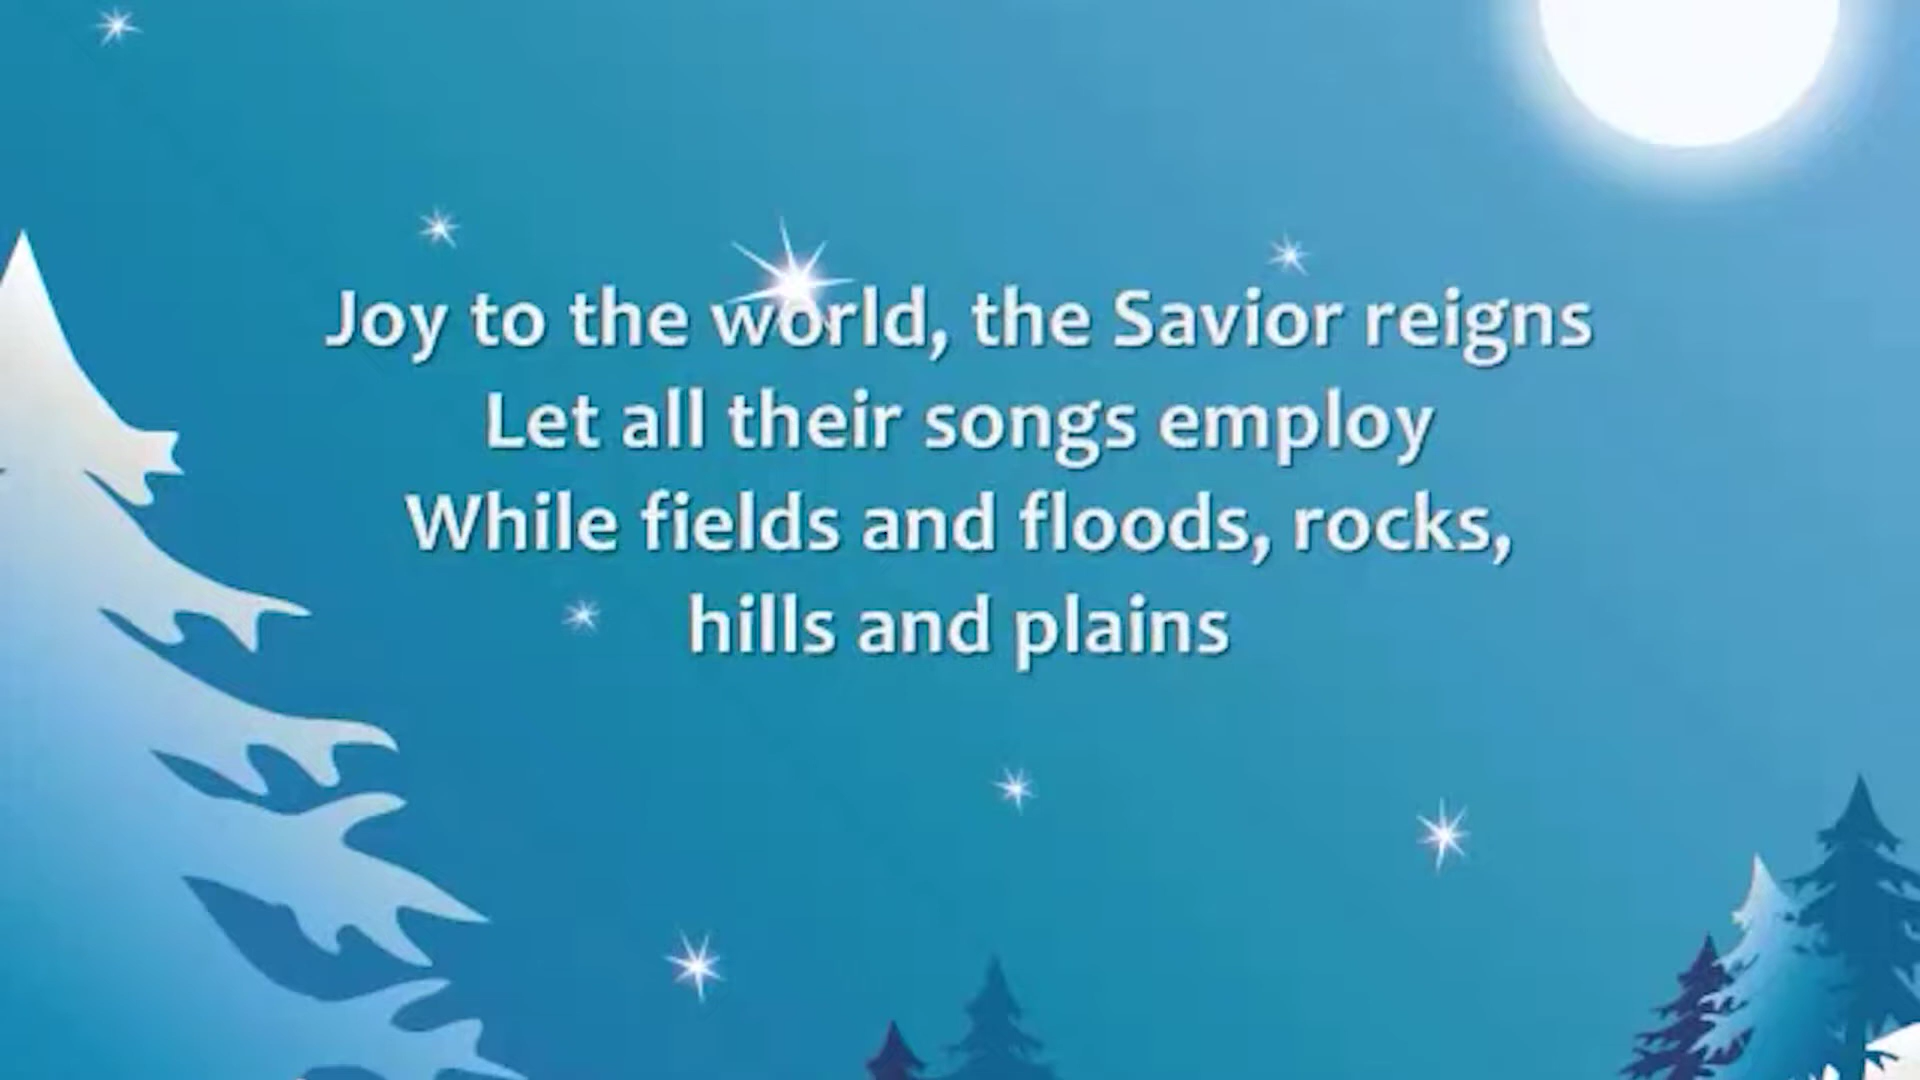 Joy to the world, the Savior reigns
Let all their songs employ
While fields and floods, rocks,
hills and plains